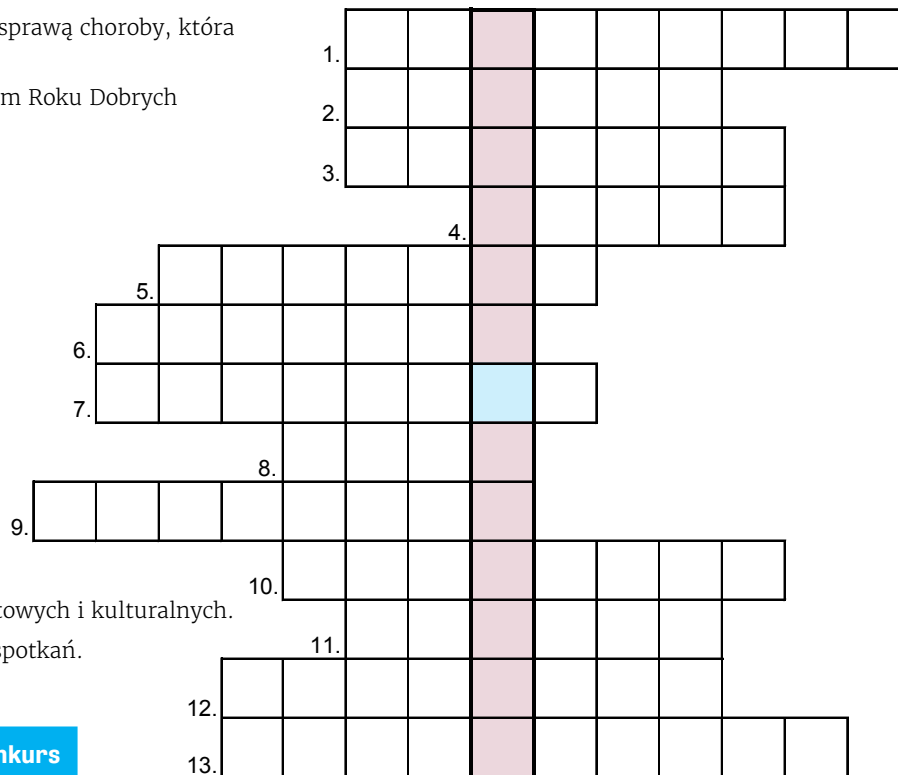 sprawą choroby, która
1.
m Roku Dobrych
2.
3.
4.
5.
6.
7.
8.
9.
10.
towych i kulturalnych.
11.
spotkań.
12.
nkurs
13.